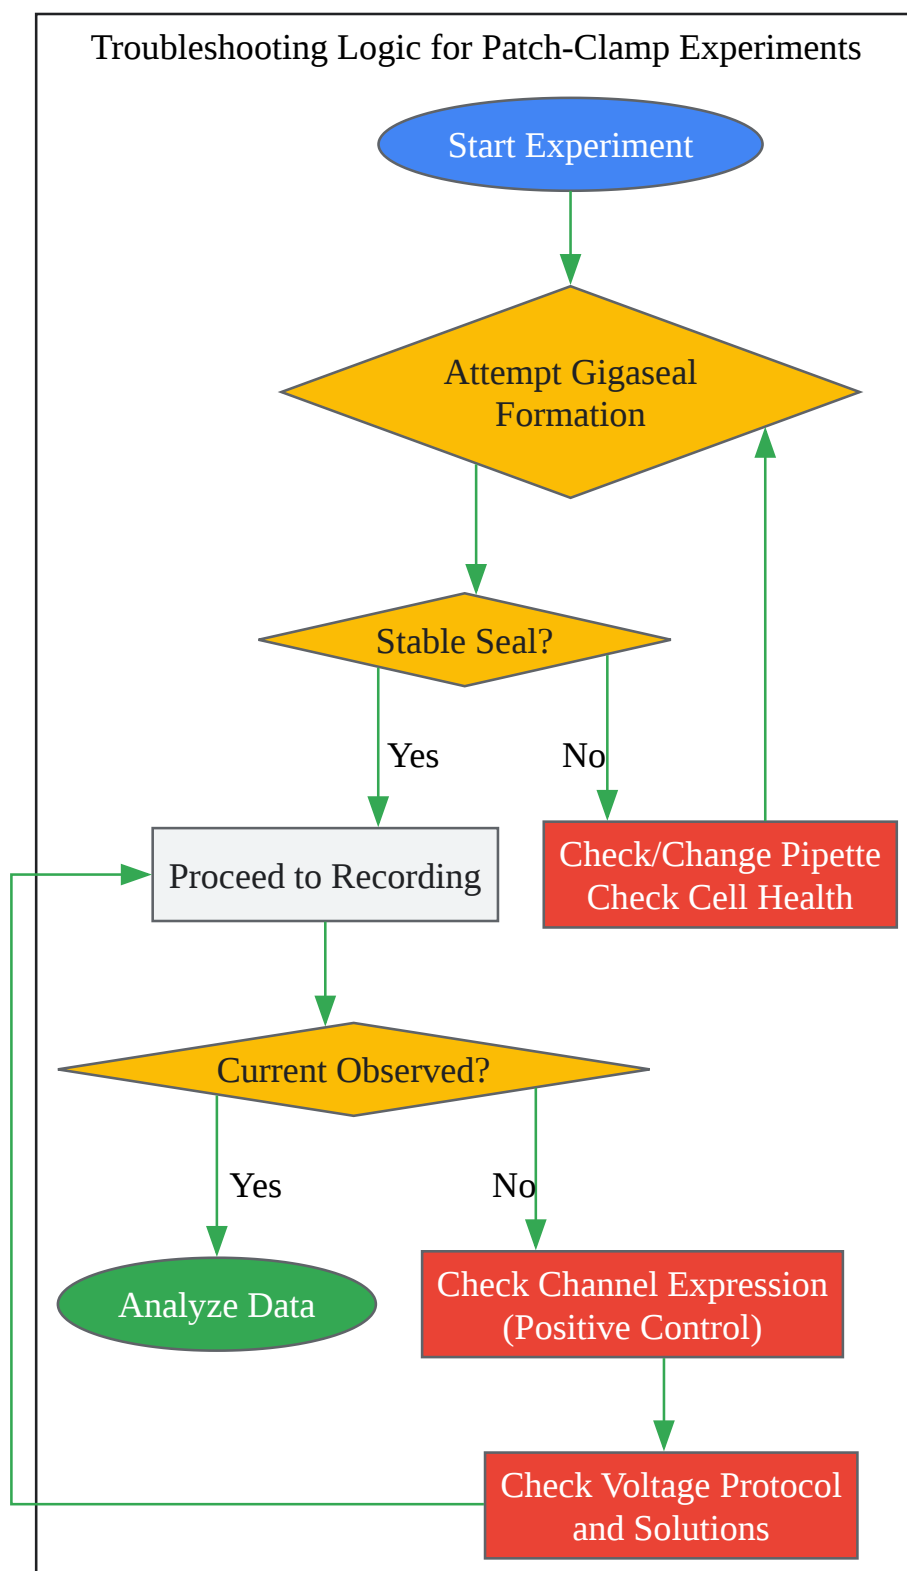 Troubleshooting Logic for Patch-Clamp Experiments
Start Experiment
Attempt Gigaseal
Formation
Stable Seal?
Yes
No
Proceed to Recording
Check/Change Pipette
Check Cell Health
Current Observed?
Yes
No
Analyze Data
Check Channel Expression
(Positive Control)
Check Voltage Protocol
and Solutions